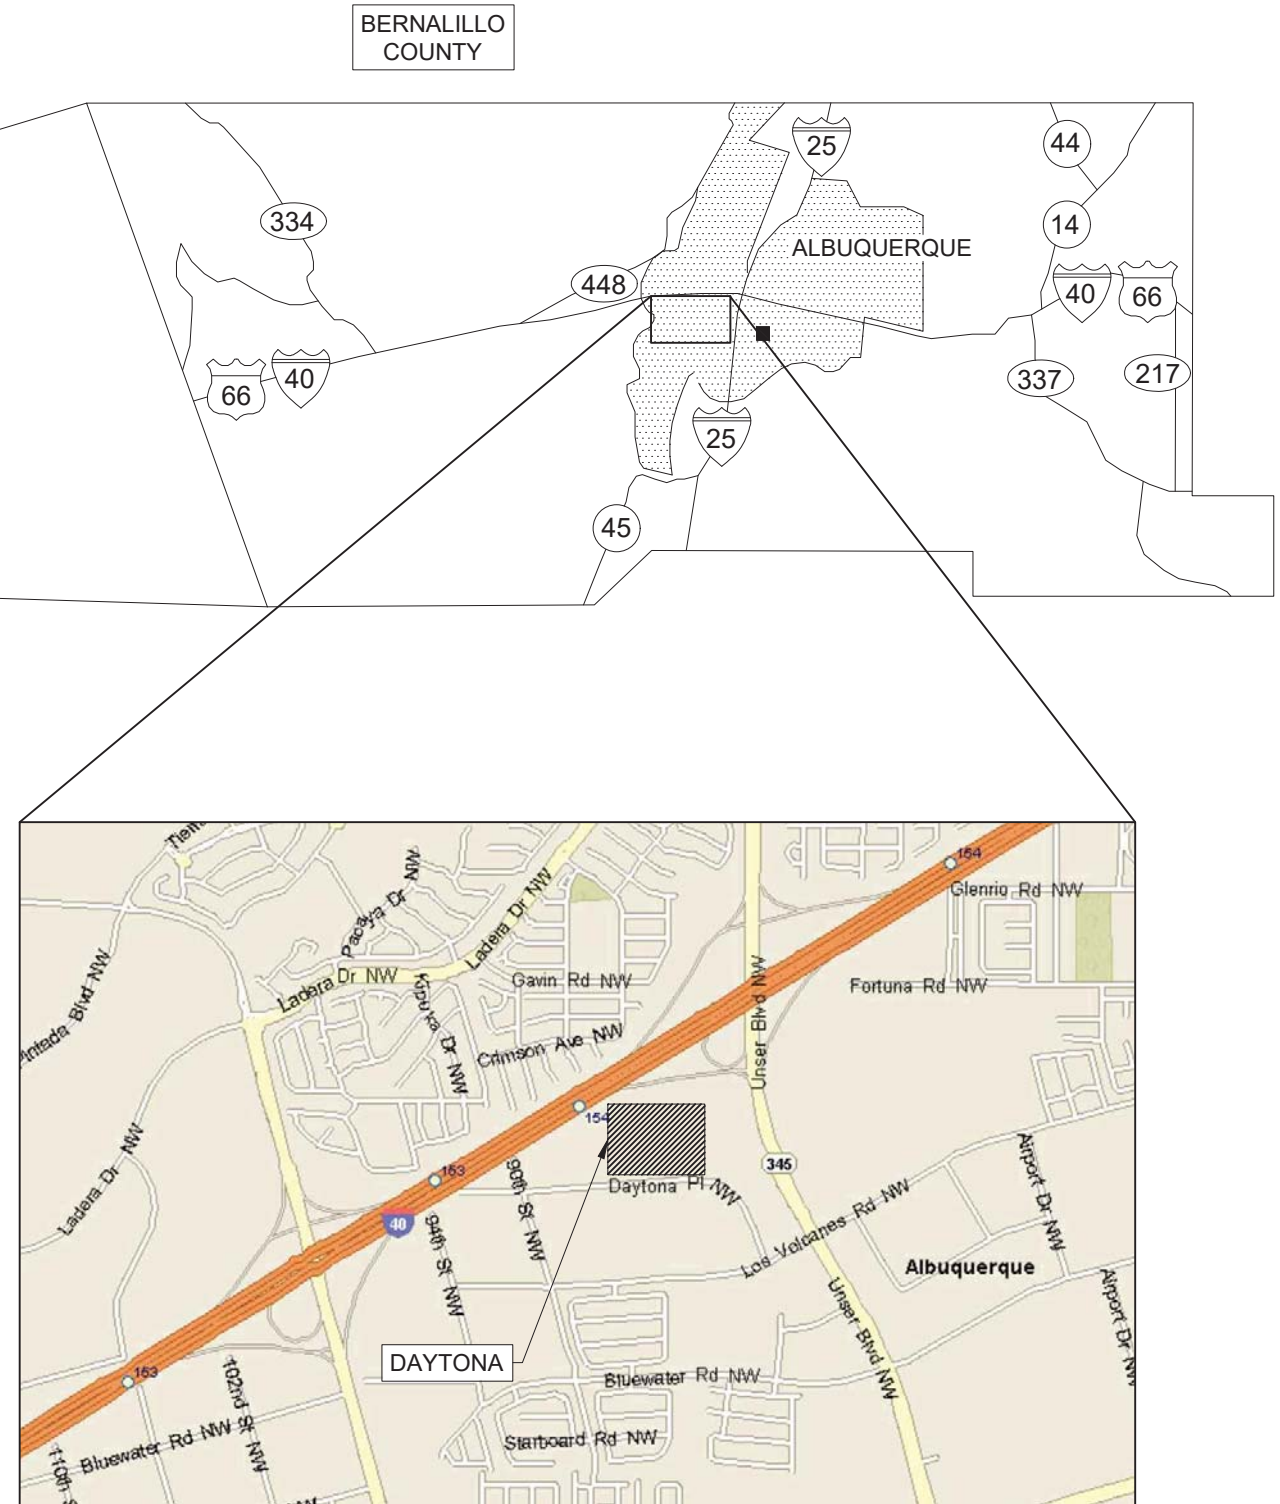 BERNALILLO
COUNTY
25
44
334
14
ALBUQUERQUE
448
40
66
40
66
337
217
25
45
154
Glenrio Rd NW
Pacaya Dr NW
Ladera Dr NW
Ladera Dr NW
Gavin Rd NW
Fortuna Rd NW
Unser Blvd NW
Crimson Ave NW
154
Ladera Dr NW
345
153
90th St NW
Daytona Pl NW
Airport Dr NW
40
94th St NW
Los Volcanes Rd NW
Albuquerque
Unser Blvd NW
Airport Dr NW
DAYTONA
153
102nd St NW
Bluewater Rd NW
Bluewater Rd NW
Starboard Rd NW
110th S